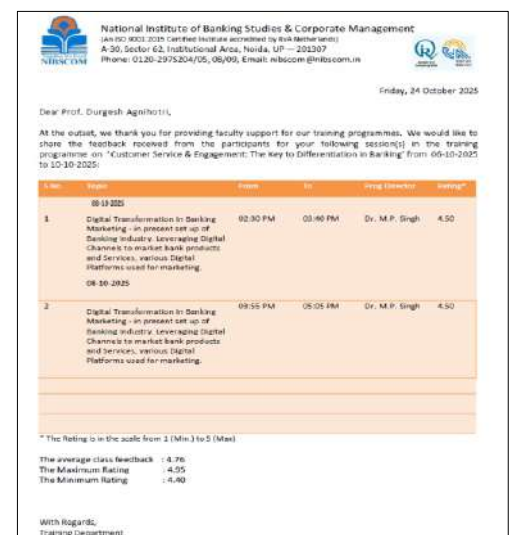 National Institute of Banking Studies & Corporate Management
(An ISO 9001:2015 Certified Institute accredited by RvA Netherlands)
A-30, Sector 62, Institutional Area, Noida, UP — 201307
Phone: 0120-2975204/05, 08/09, Email: nibscom@nibscom.in
NIBSCOM
Friday, 24 October 2025
Dear Prof. Durgesh Agnihotri,
At the outset, we thank you for providing faculty support for our training programmes. We would like to
share the feedback received from the participants for your following session(s) in the training
programme on "Customer Service & Engagement: The Key to Differentiation in Banking" from 06-10-2025
to 10-10-2025:
S.No. Topic From To Prog Director Rating*
08-10-2025
1 Digital Transformation in Banking 02:30 PM 03:40 PM Dr. M.P. Singh 4.50
Marketing - in present set up of
Banking Industry. Leveraging Digital
Channels to market bank products
and Services, various Digital
Platforms used for marketing.
08-10-2025
2 Digital Transformation in Banking 03:55 PM 05:05 PM Dr. M.P. Singh 4.50
Marketing - in present set up of
Banking Industry. Leveraging Digital
Channels to market bank products
and Services, various Digital
Platforms used for marketing.
* The Rating is in the scale from 1 (Min) to 5 (Max)
The average class feedback : 4.76
The Maximum Rating : 4.95
The Minimum Rating : 4.40
With Regards,
Training Department